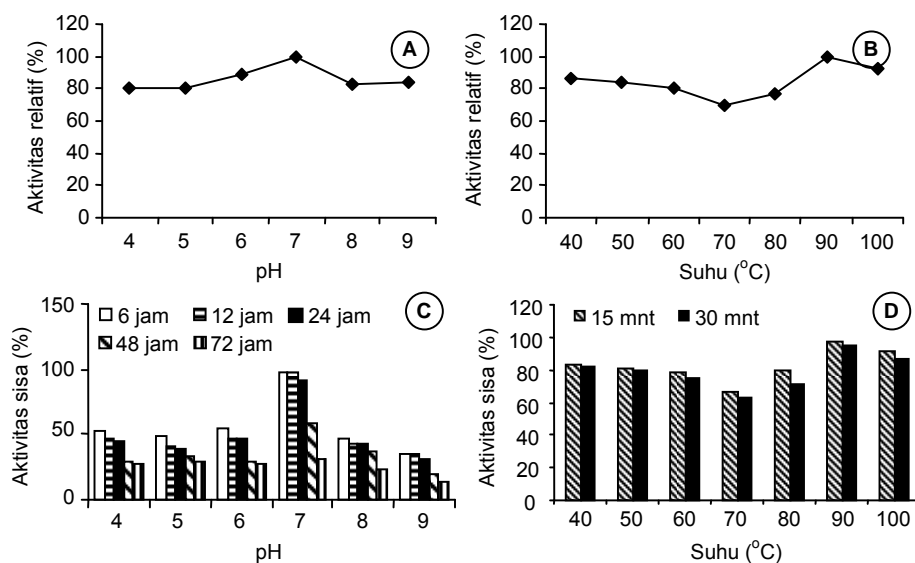 Aktivitas relatif (%)
120
100
80
60
40
20
0
A
4 5 6 7 8 9
pH
Aktivitas relatif (%)
120
100
80
60
40
20
0
B
40 50 60 70 80 90 100
Suhu (°C)
Aktivitas sisa (%)
150
100
50
0
6 jam 12 jam 24 jam
48 jam 72 jam
C
4 5 6 7 8 9
pH
Aktivitas sisa (%)
120
100
80
60
40
20
0
15 mnt 30 mnt
D
40 50 60 70 80 90 100
Suhu (°C)